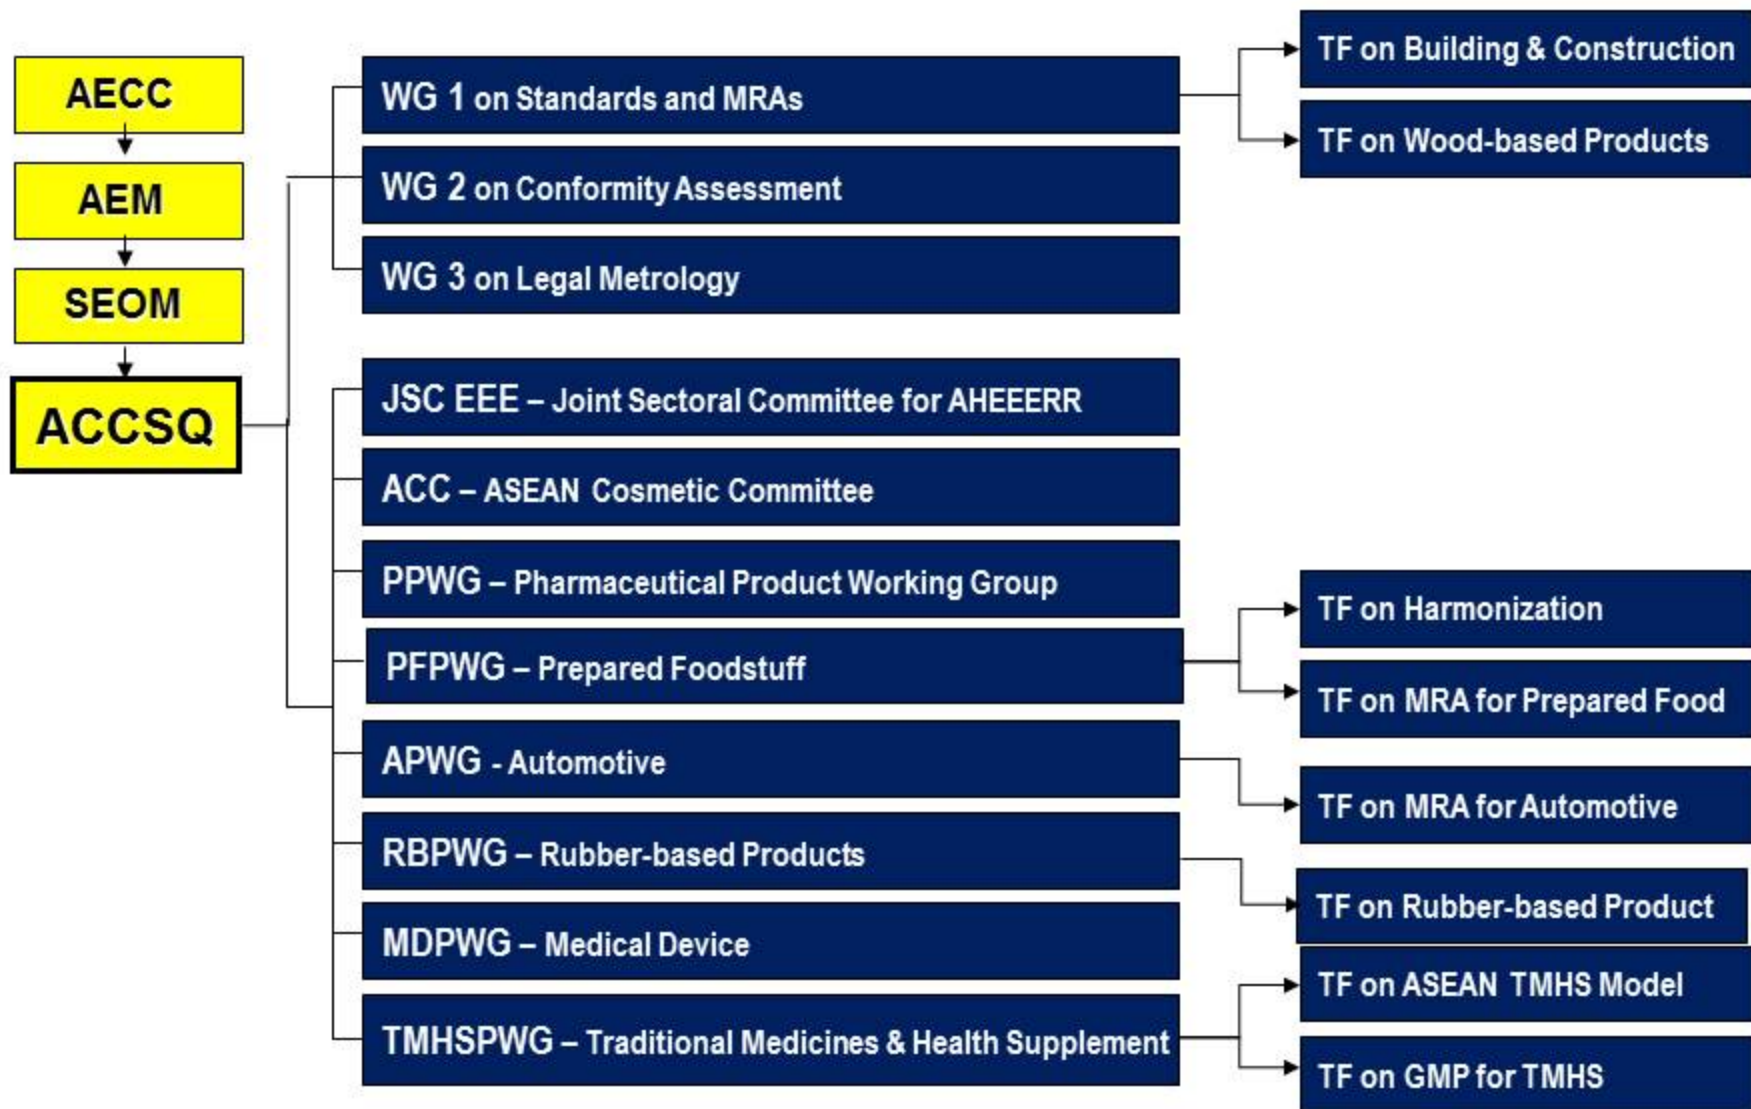 AECC
AEM
SEOM
ACCSQ
WG 1 on Standards and MRAs
WG 2 on Conformity Assessment
WG 3 on Legal Metrology
JSC EEE – Joint Sectoral Committee for AHEEERR
ACC – ASEAN Cosmetic Committee
PPWG – Pharmaceutical Product Working Group
PFPWG – Prepared Foodstuff
APWG - Automotive
RBPWG – Rubber-based Products
MDPWG – Medical Device
TMHSPWG – Traditional Medicines & Health Supplement
TF on Building & Construction
TF on Wood-based Products
TF on Harmonization
TF on MRA for Prepared Food
TF on MRA for Automotive
TF on Rubber-based Product
TF on ASEAN TMHS Model
TF on GMP for TMHS